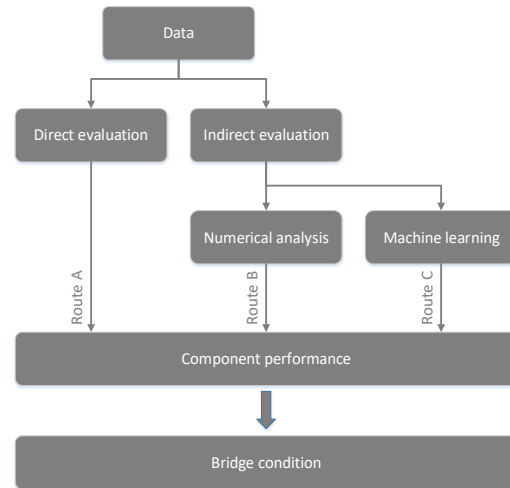 Data
Direct evaluation
Indirect evaluation
Numerical analysis
Machine learning
Route A
Route B
Route C
Component performance
Bridge condition